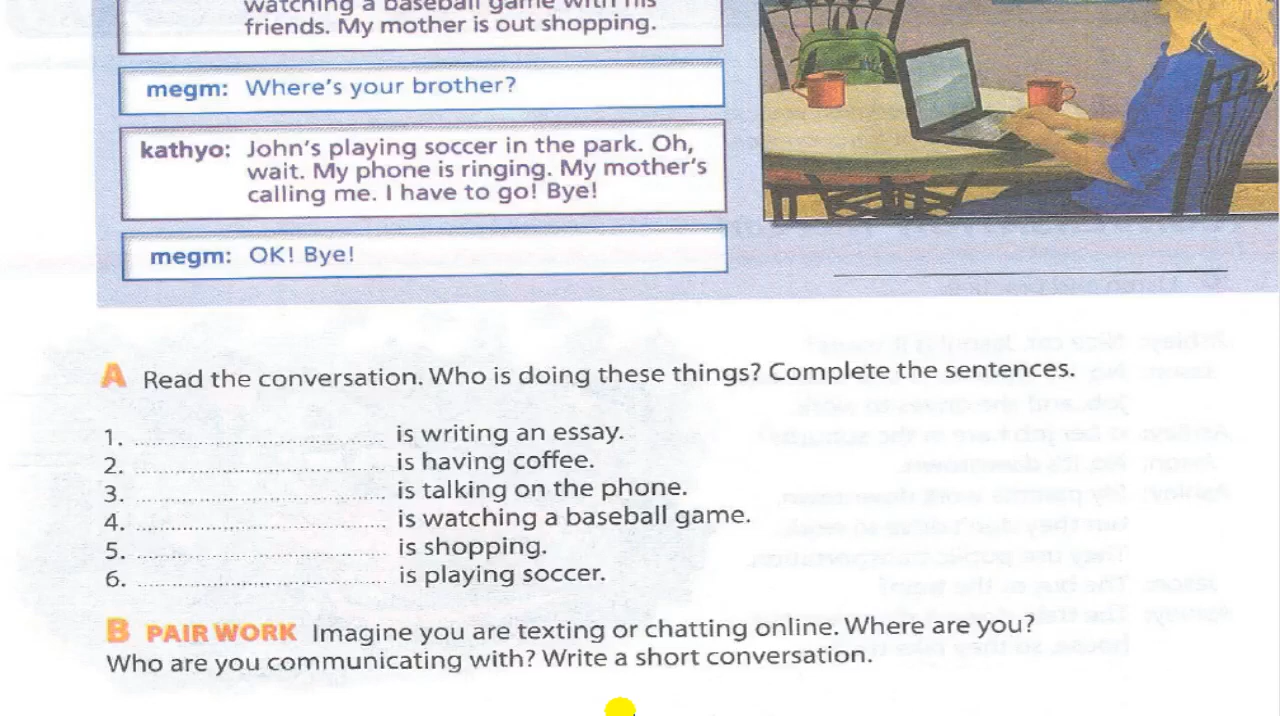 watching a baseball game with his
friends. My mother is out shopping.
megm: Where's your brother?
kathyo: John's playing soccer in the park. Oh,
wait. My phone is ringing. My mother's
calling me. I have to go! Bye!
megm: OK! Bye!
A Read the conversation. Who is doing these things? Complete the sentences.
1. ................................ is writing an essay.
2. ................................ is having coffee.
3. ................................ is talking on the phone.
4. ................................ is watching a baseball game.
5. ................................ is shopping.
6. ................................ is playing soccer.
B PAIR WORK Imagine you are texting or chatting online. Where are you?
Who are you communicating with? Write a short conversation.